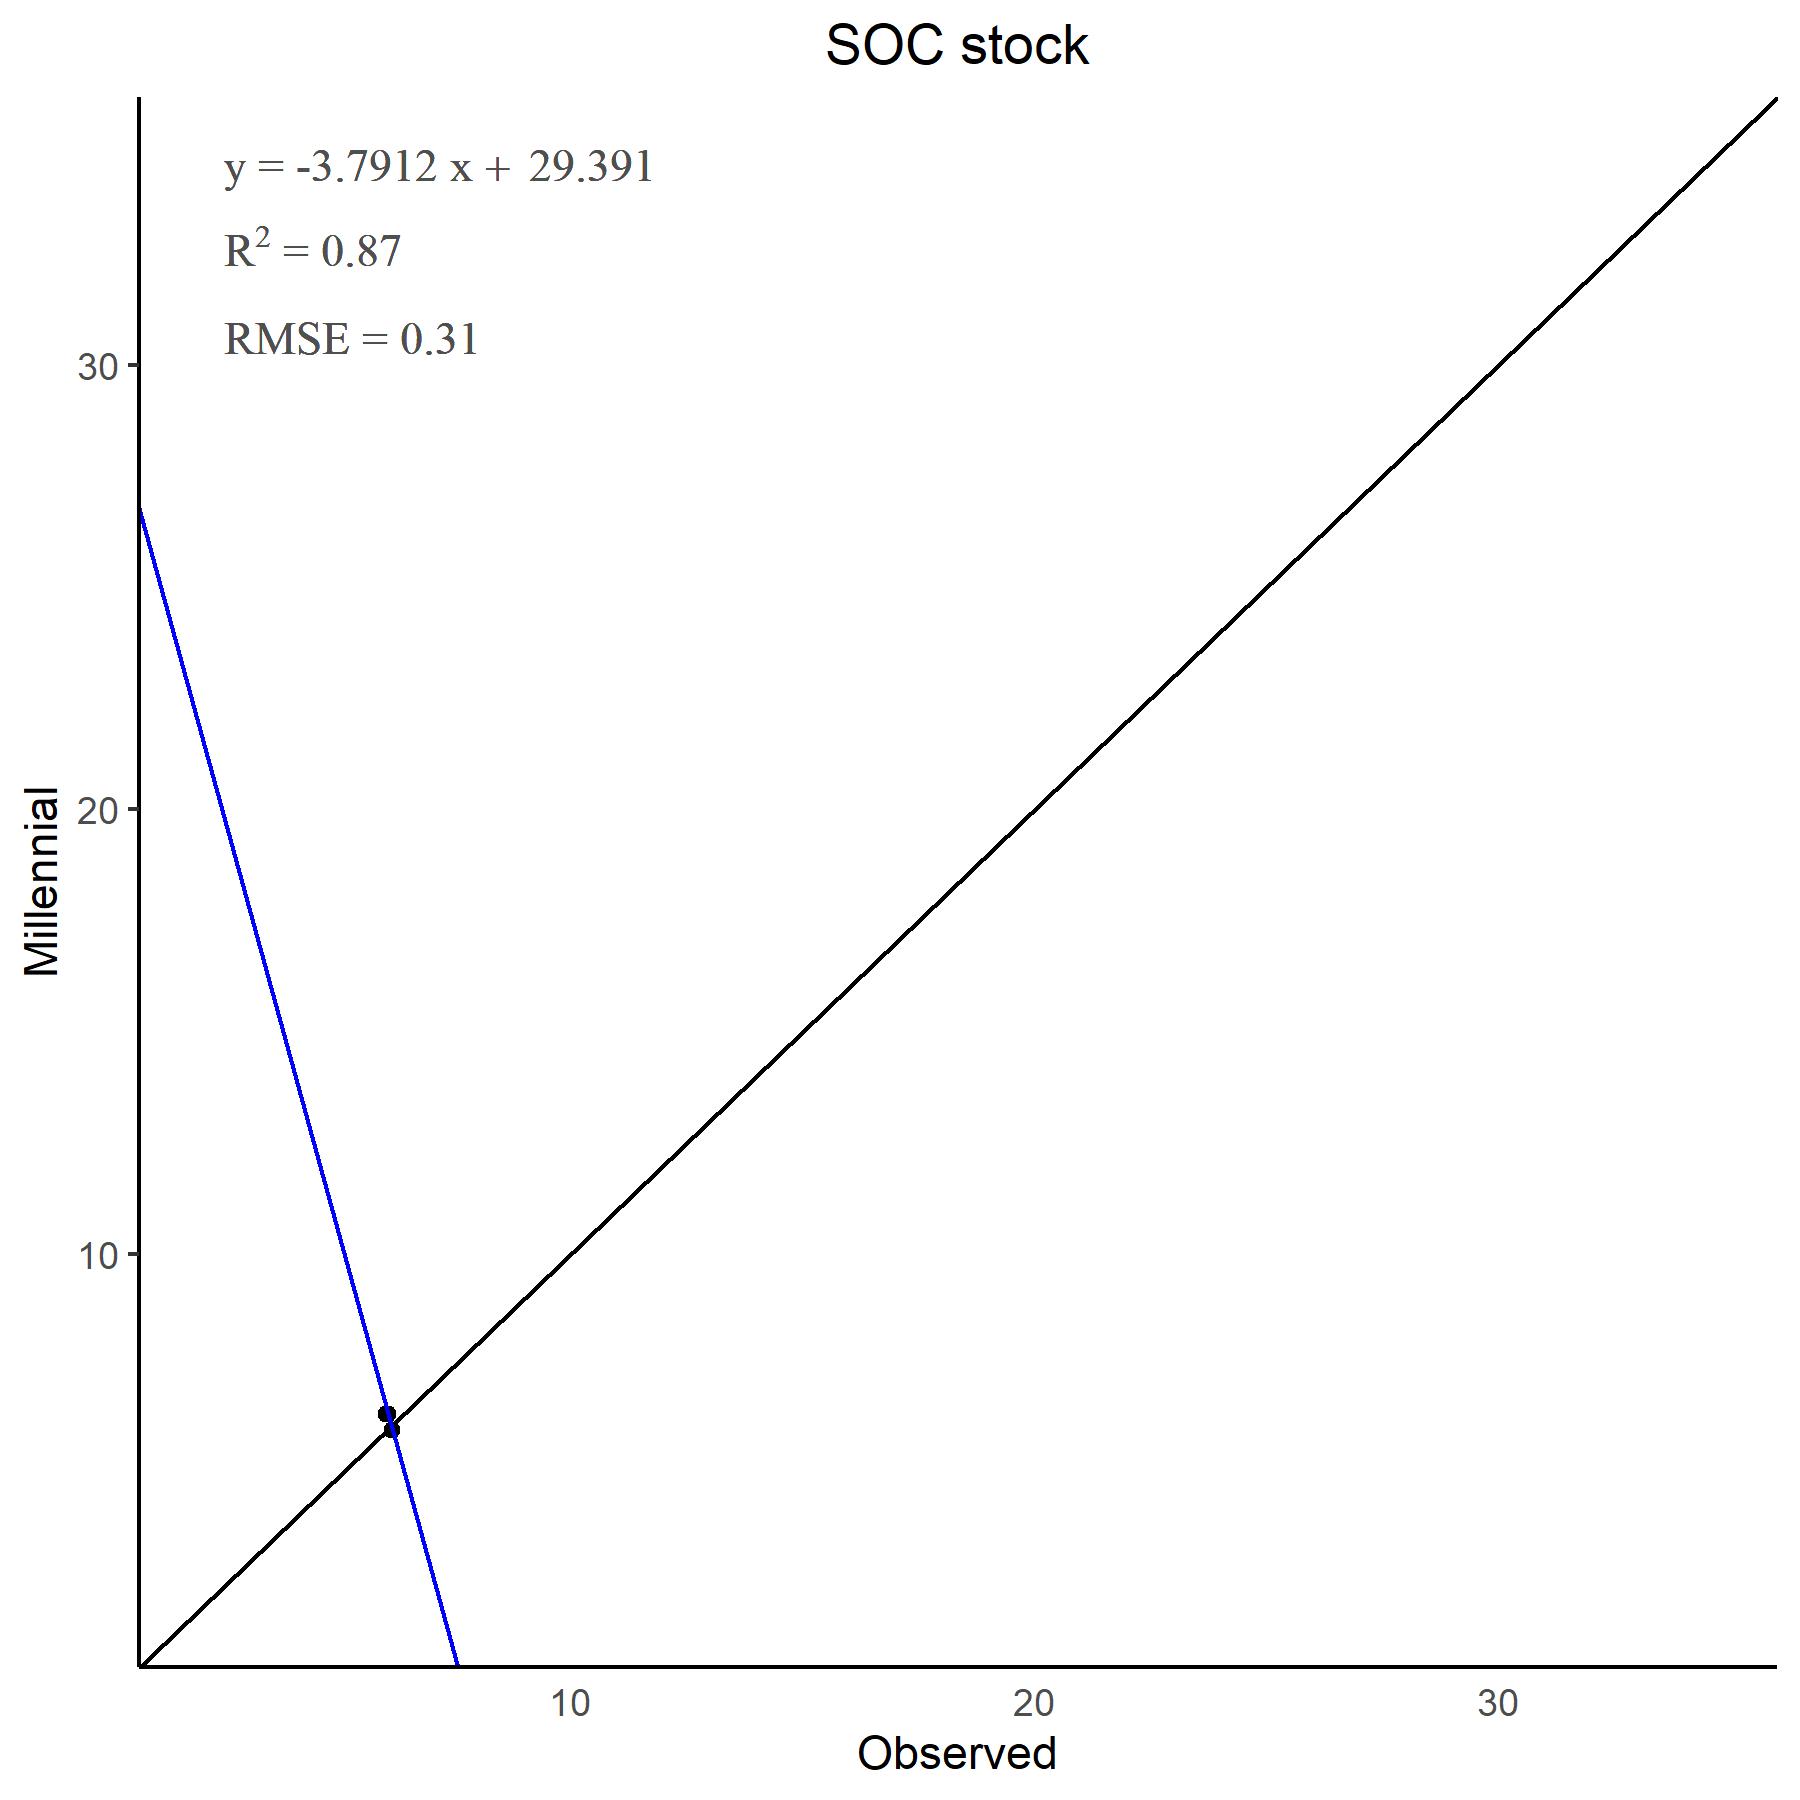 SOC stock
y = -3.7912 x + 29.391
R² = 0.87
RMSE = 0.31
30
20
10
Millennial
10 20 30
Observed